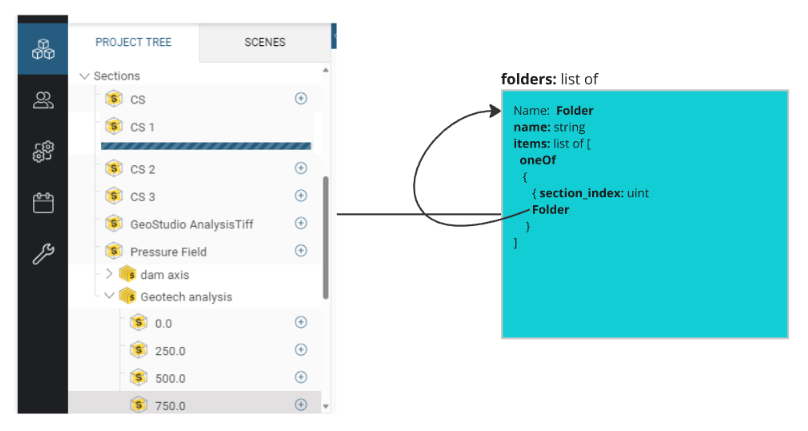 PROJECT TREE SCENES
Sections
CS
CS 1
CS 2
CS 3
GeoStudio AnalysisTiff
Pressure Field
dam axis
Geotech analysis
0.0
250.0
500.0
750.0
folders: list of
Name: Folder
name: string
items: list of [
oneOf
{
{ section_index: uint
Folder
}
]